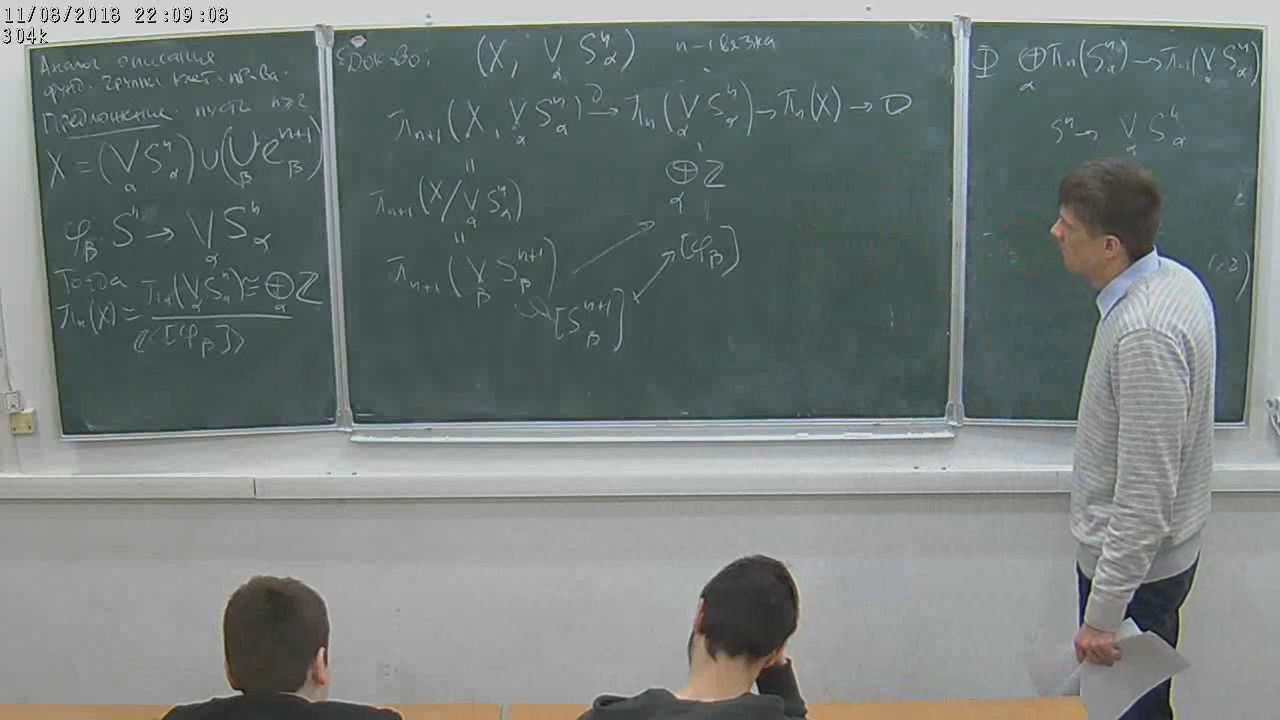 11/08/2018 22:09:08
304k
Аналог описания
фунд. группы
Предложение. пусть n≥2
X = (⋁_α S^n_α) ∪ (⋃_β e^{n+1}_β)
φ_β: S^n → ⋁_α S^n_α
Тогда
π_n(X) ≅ π_n(⋁_α S^n_α) ≅ ⊕_α Z / <[φ_β]>
Док-во:
(X, ⋁_α S^n_α) n-1 связна
π_{n+1}(X, ⋁_α S^n_α) →^∂ π_n(⋁_α S^n_α) → π_n(X) → 0
= ⊕_α Z
π_{n+1}(X/⋁_α S^n_α)
= [φ_β]
π_{n+1}(⋁_β S^{n+1}_β)
[S^{n+1}_β]
Φ ⊕_α π_n(S^n_α) → π_n(⋁_α S^n_α)
S^n → ⋁_α S^n_α